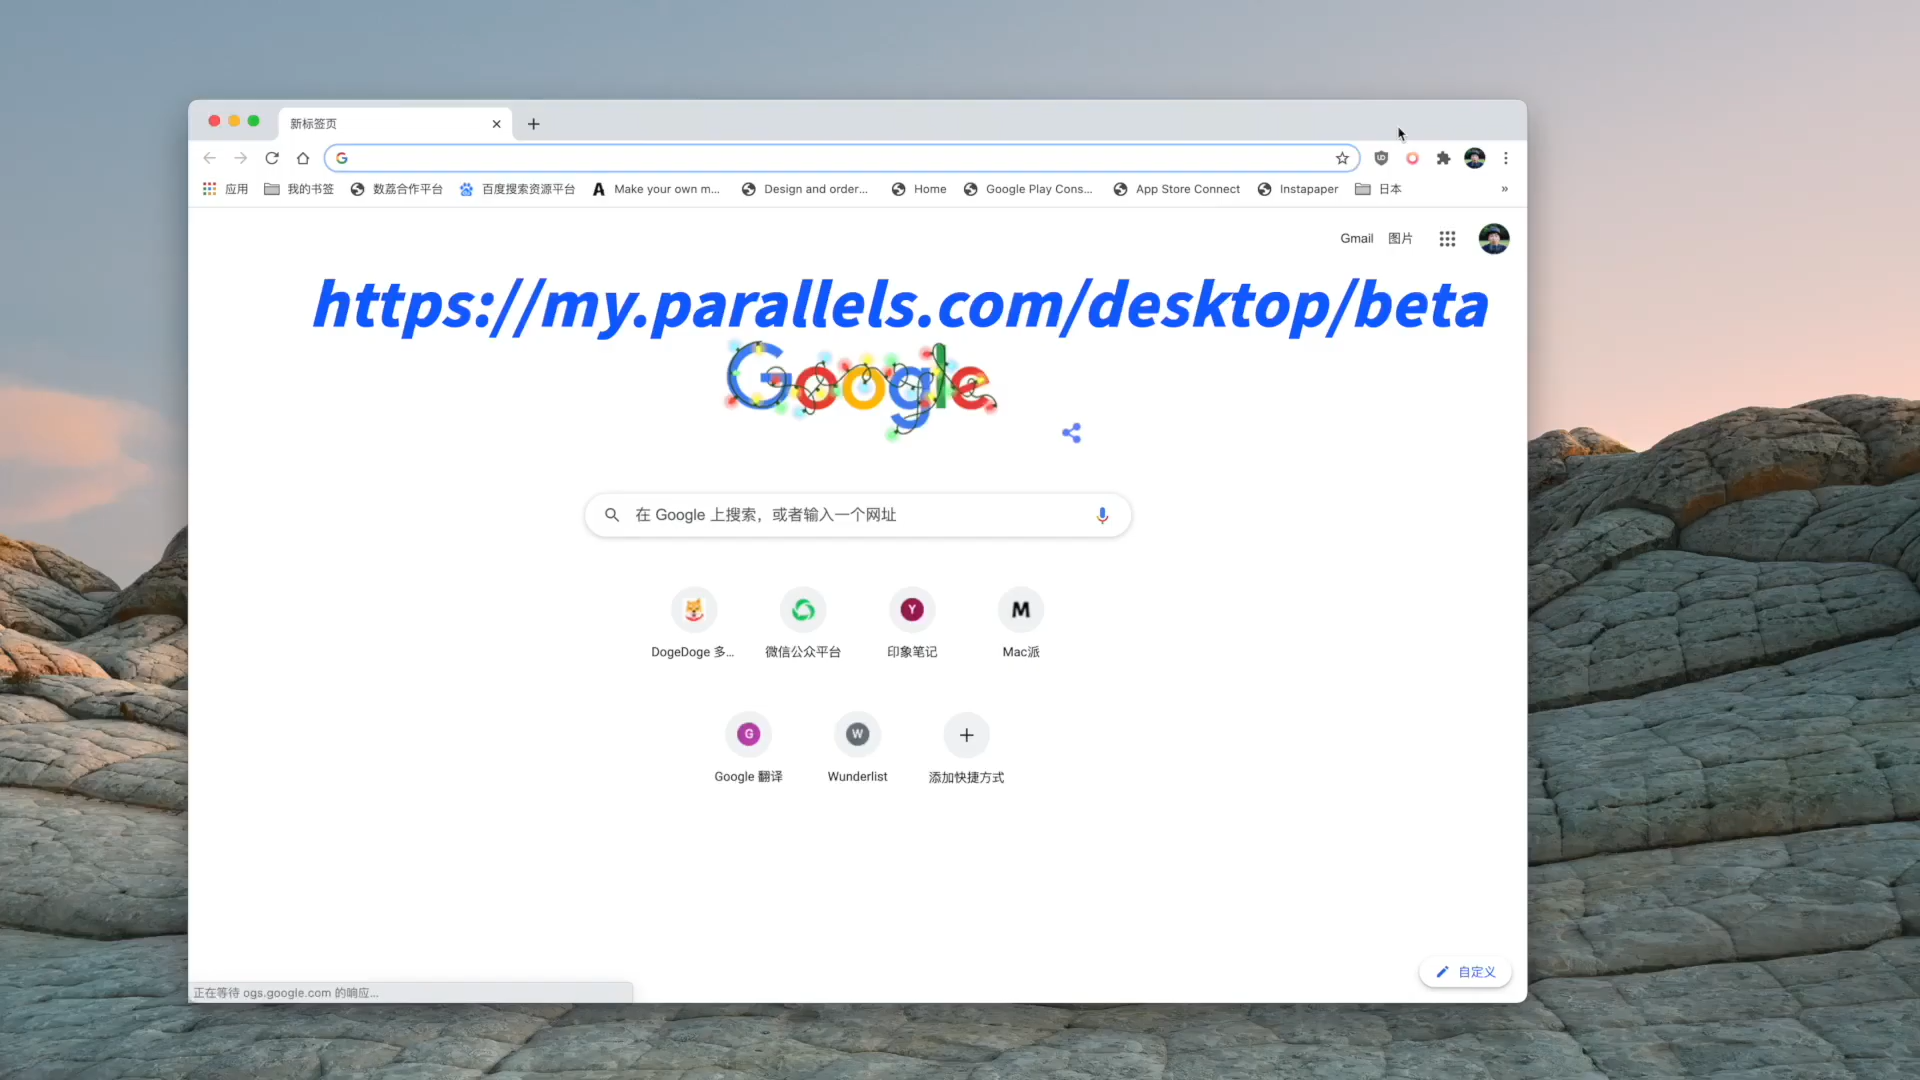 新标签页
应用 我的书签 数荔合作平台 百度搜索资源平台 Make your own m... Design and order... Home Google Play Cons... App Store Connect Instapaper 日本 »
Gmail 图片
https://my.parallels.com/desktop/beta
Google
在 Google 上搜索，或者输入一个网址
Y M
DogeDoge 多... 微信公众平台 印象笔记 Mac派
G W
Google 翻译 Wunderlist 添加快捷方式
自定义
正在等待 ogs.google.com 的响应...